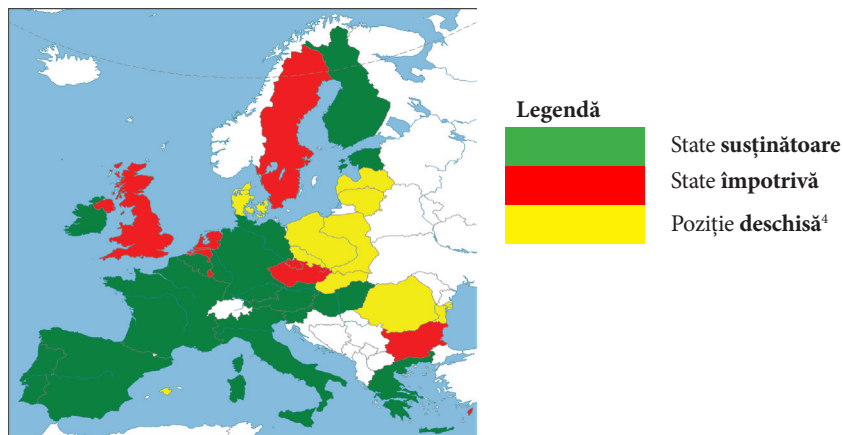 Legendă
State susținătoare
State împotrivă
Poziție deschisă⁴